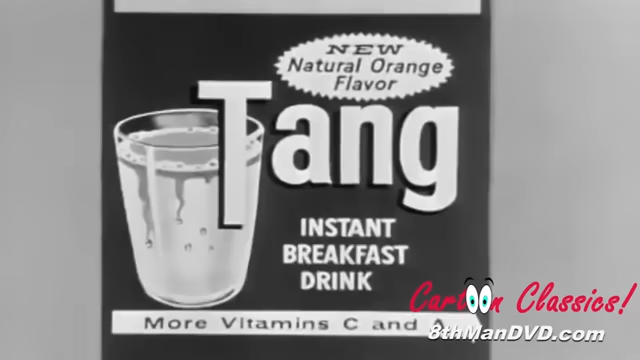 NEW
Natural Orange
Flavor
Tang
INSTANT
BREAKFAST
DRINK
More Vitamins C and A
Cartoon Classics!
8thManDVD.com